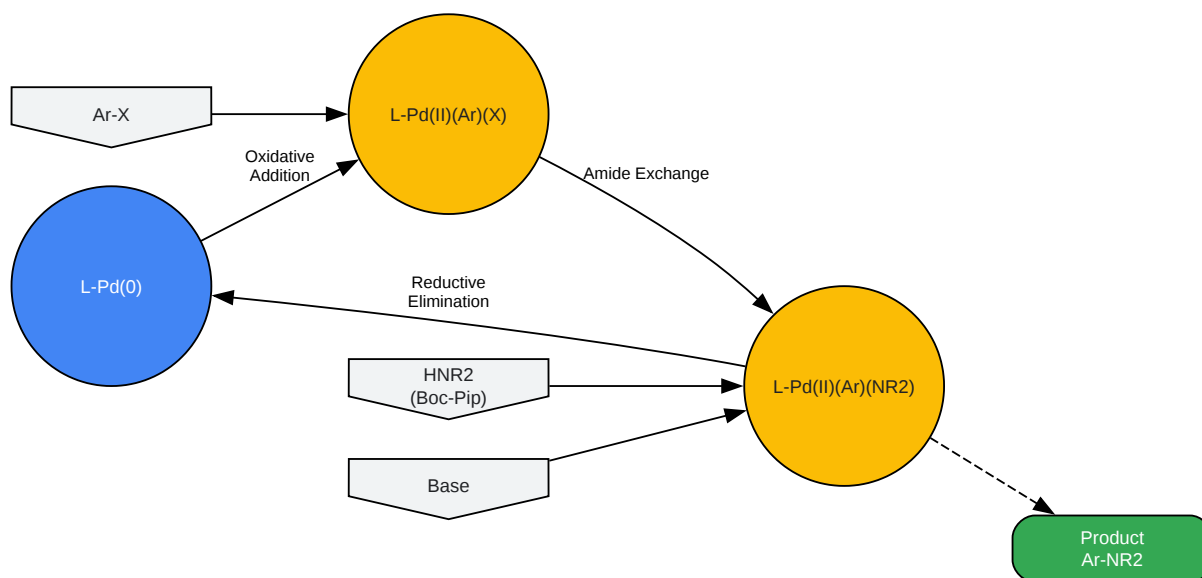 Ar-X
L-Pd(II)(Ar)(X)
Oxidative
Addition
Amide Exchange
L-Pd(0)
Reductive
Elimination
HNR2
(Boc-Pip)
L-Pd(II)(Ar)(NR2)
Base
Product
Ar-NR2